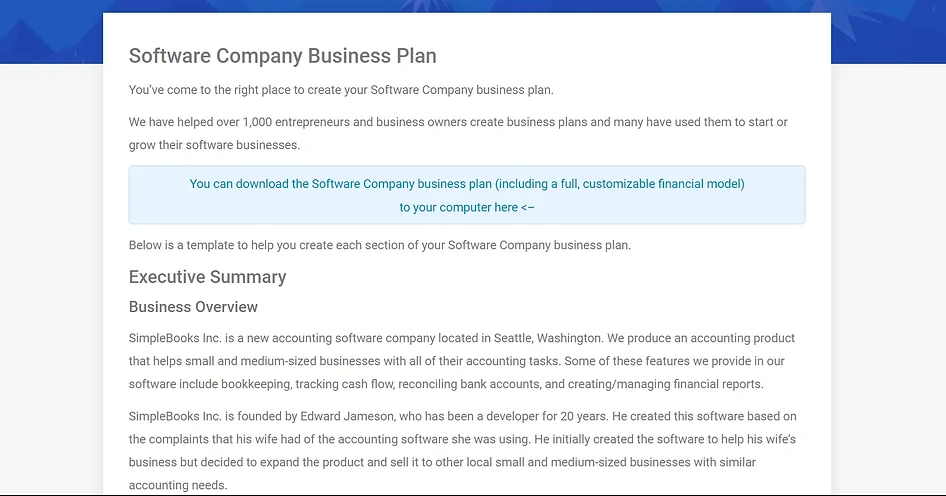 Software Company Business Plan
You've come to the right place to create your Software Company business plan.
We have helped over 1,000 entrepreneurs and business owners create business plans and many have used them to start or
grow their software businesses.
You can download the Software Company business plan (including a full, customizable financial model)
to your computer here <–
Below is a template to help you create each section of your Software Company business plan.
Executive Summary
Business Overview
SimpleBooks Inc. is a new accounting software company located in Seattle, Washington. We produce an accounting product
that helps small and medium-sized businesses with all of their accounting tasks. Some of these features we provide in our
software include bookkeeping, tracking cash flow, reconciling bank accounts, and creating/managing financial reports.
SimpleBooks Inc. is founded by Edward Jameson, who has been a developer for 20 years. He created this software based on
the complaints that his wife had of the accounting software she was using. He initially created the software to help his wife's
business but decided to expand the product and sell it to other local small and medium-sized businesses with similar
accounting needs.